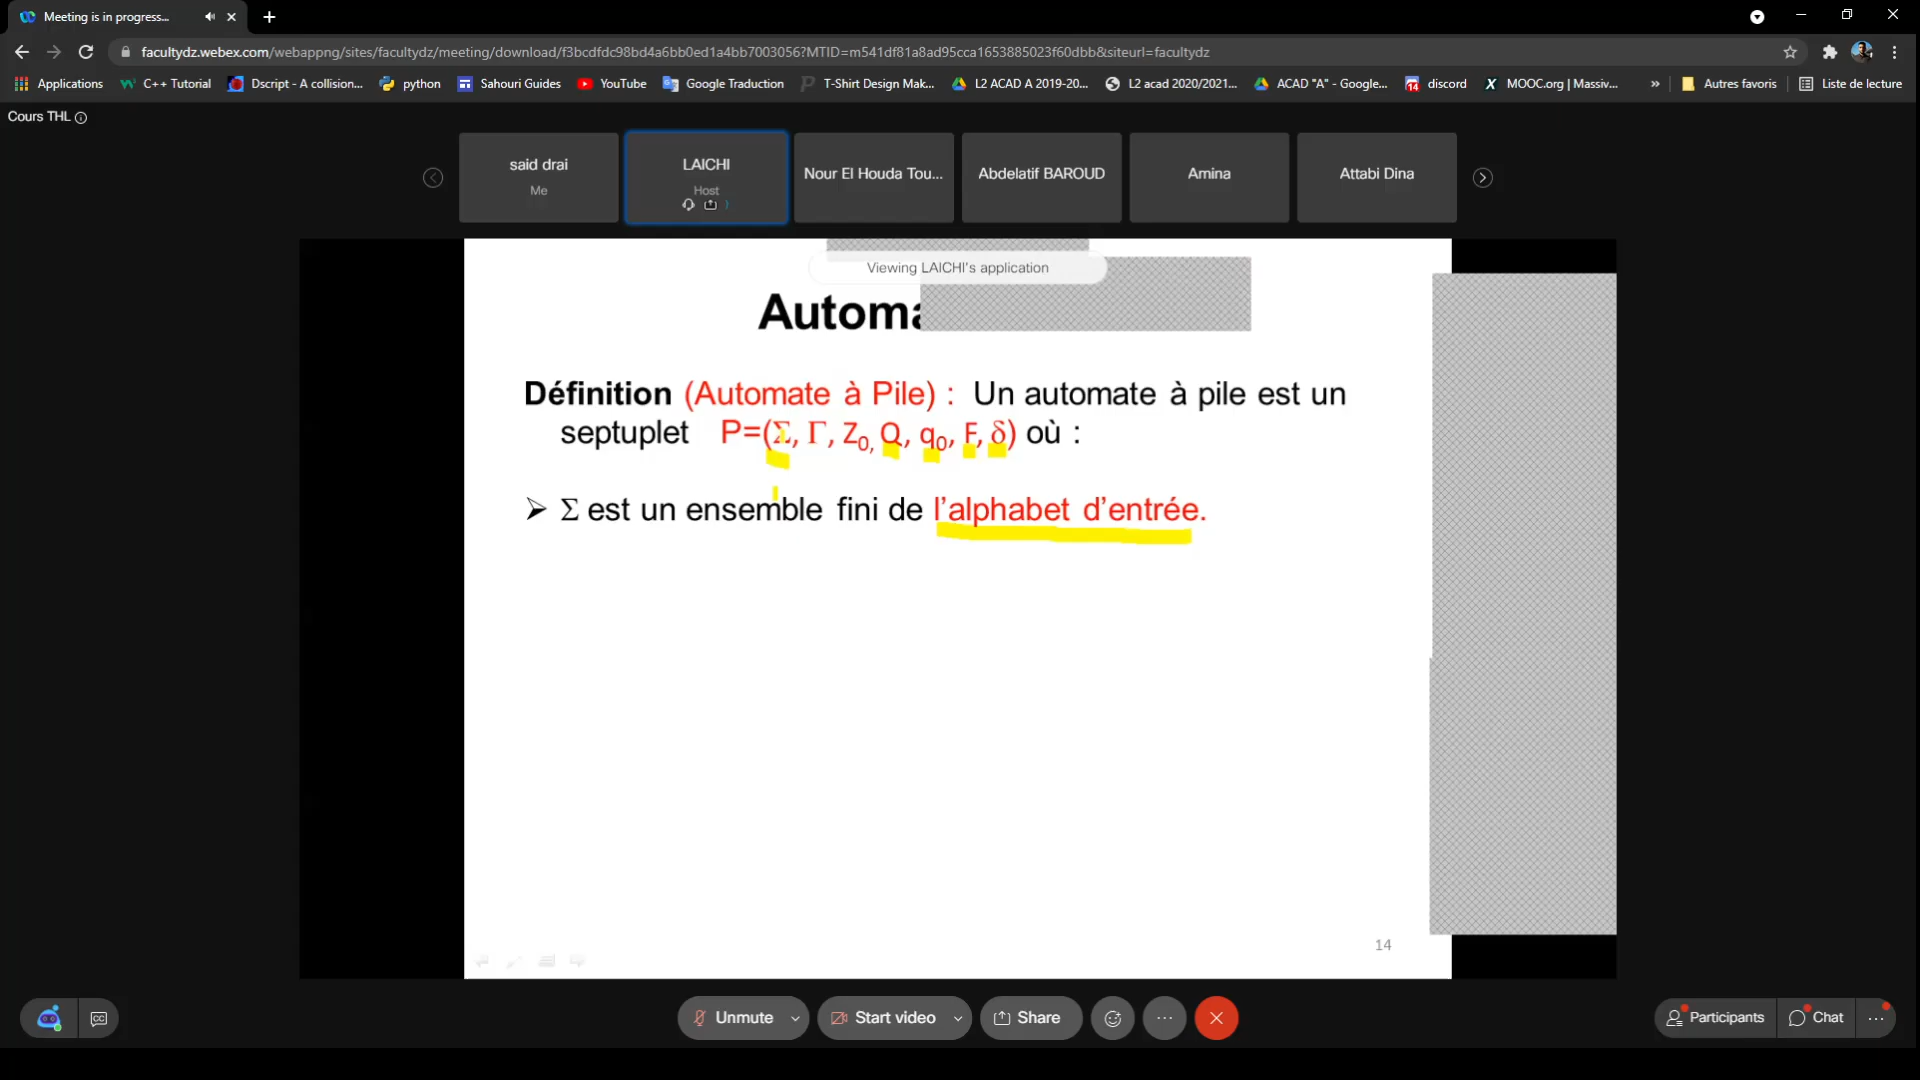 Meeting is in progress...
facultydz.webex.com/webappng/sites/facultydz/meeting/download/f3bcdfdc98bd4a6bb0ed1a4bb7003056?MTID=m541df81a8ad95cca1653885023f60dbb&siteurl=facultydz
Applications C++ Tutorial Dscript - A collision... python Sahouri Guides YouTube Google Traduction T-Shirt Design Mak... L2 ACAD A 2019-20... L2 acad 2020/2021... ACAD "A" - Google... 14 discord X MOOC.org | Massiv... » Autres favoris Liste de lecture
Cours THL
said drai
Me
LAICHI
Host
Nour El Houda Tou...
Abdelatif BAROUD
Amina
Attabi Dina
Viewing LAICHI's application
Définition (Automate à Pile) : Un automate à pile est un
septuplet P=(Σ, Γ, Z0, Q, q0, F, δ) où :
➢ Σ est un ensemble fini de l’alphabet d’entrée.
14
CC
Unmute Start video Share ...
Participants Chat ...